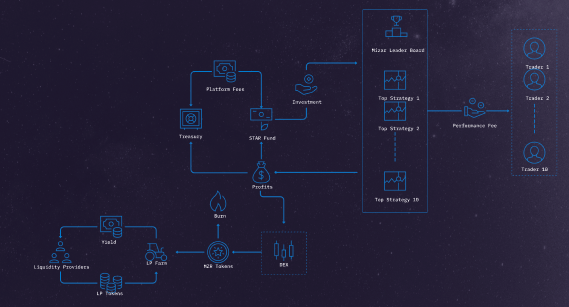 Mizar Leader Board
Trader 1
Platform Fees
Top Strategy 1
Trader 2
Investment
Treasury
STAR Fund
Top Strategy 2
Performance Fee
Profits
Trader 10
Top Strategy 10
Burn
Yield
Liquidity Providers
LP Farm
MZR Tokens
DEX
LP Tokens